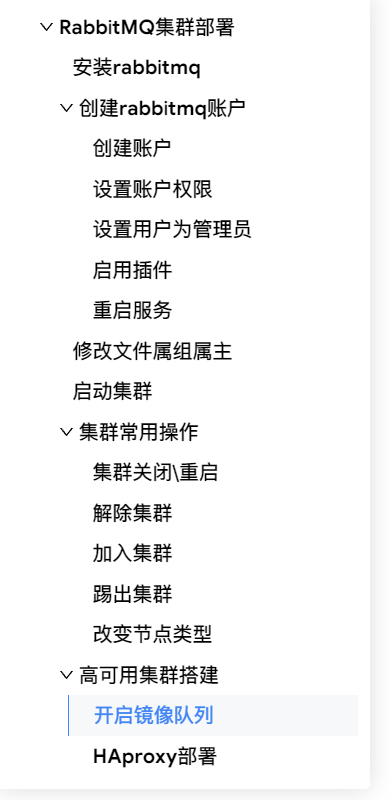 RabbitMQ集群部署
安装rabbitmq
创建rabbitmq账户
创建账户
设置账户权限
设置用户为管理员
启用插件
重启服务
修改文件属组属主
启动集群
集群常用操作
集群关闭\重启
解除集群
加入集群
踢出集群
改变节点类型
高可用集群搭建
开启镜像队列
HAproxy部署